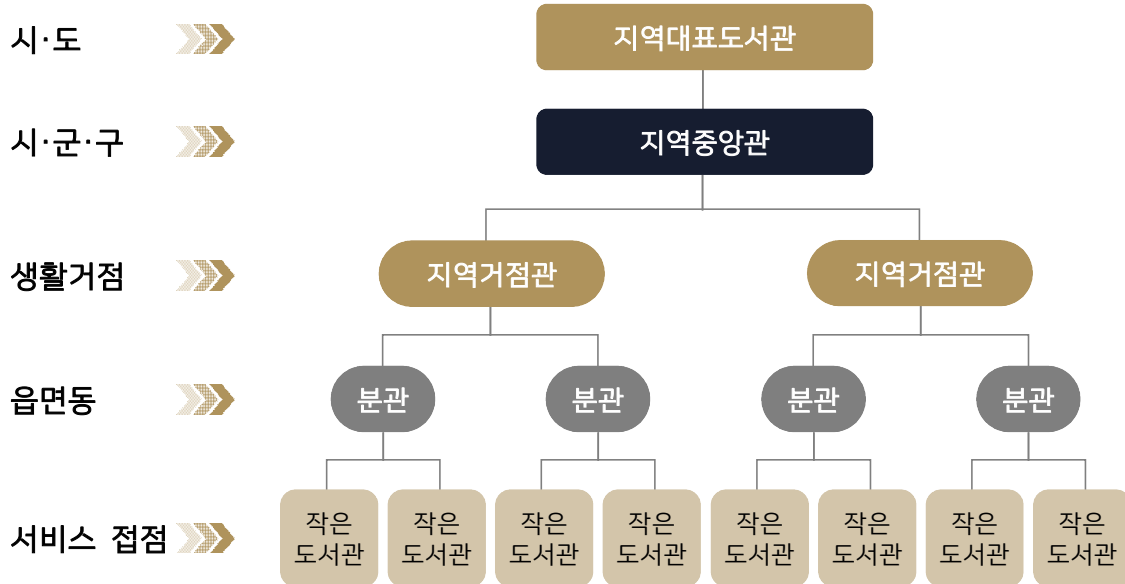 시·도
지역대표도서관
시·군·구
지역중앙관
생활거점
지역거점관
지역거점관
읍면동
분관
분관
분관
분관
서비스 접점
작은
도서관
작은
도서관
작은
도서관
작은
도서관
작은
도서관
작은
도서관
작은
도서관
작은
도서관